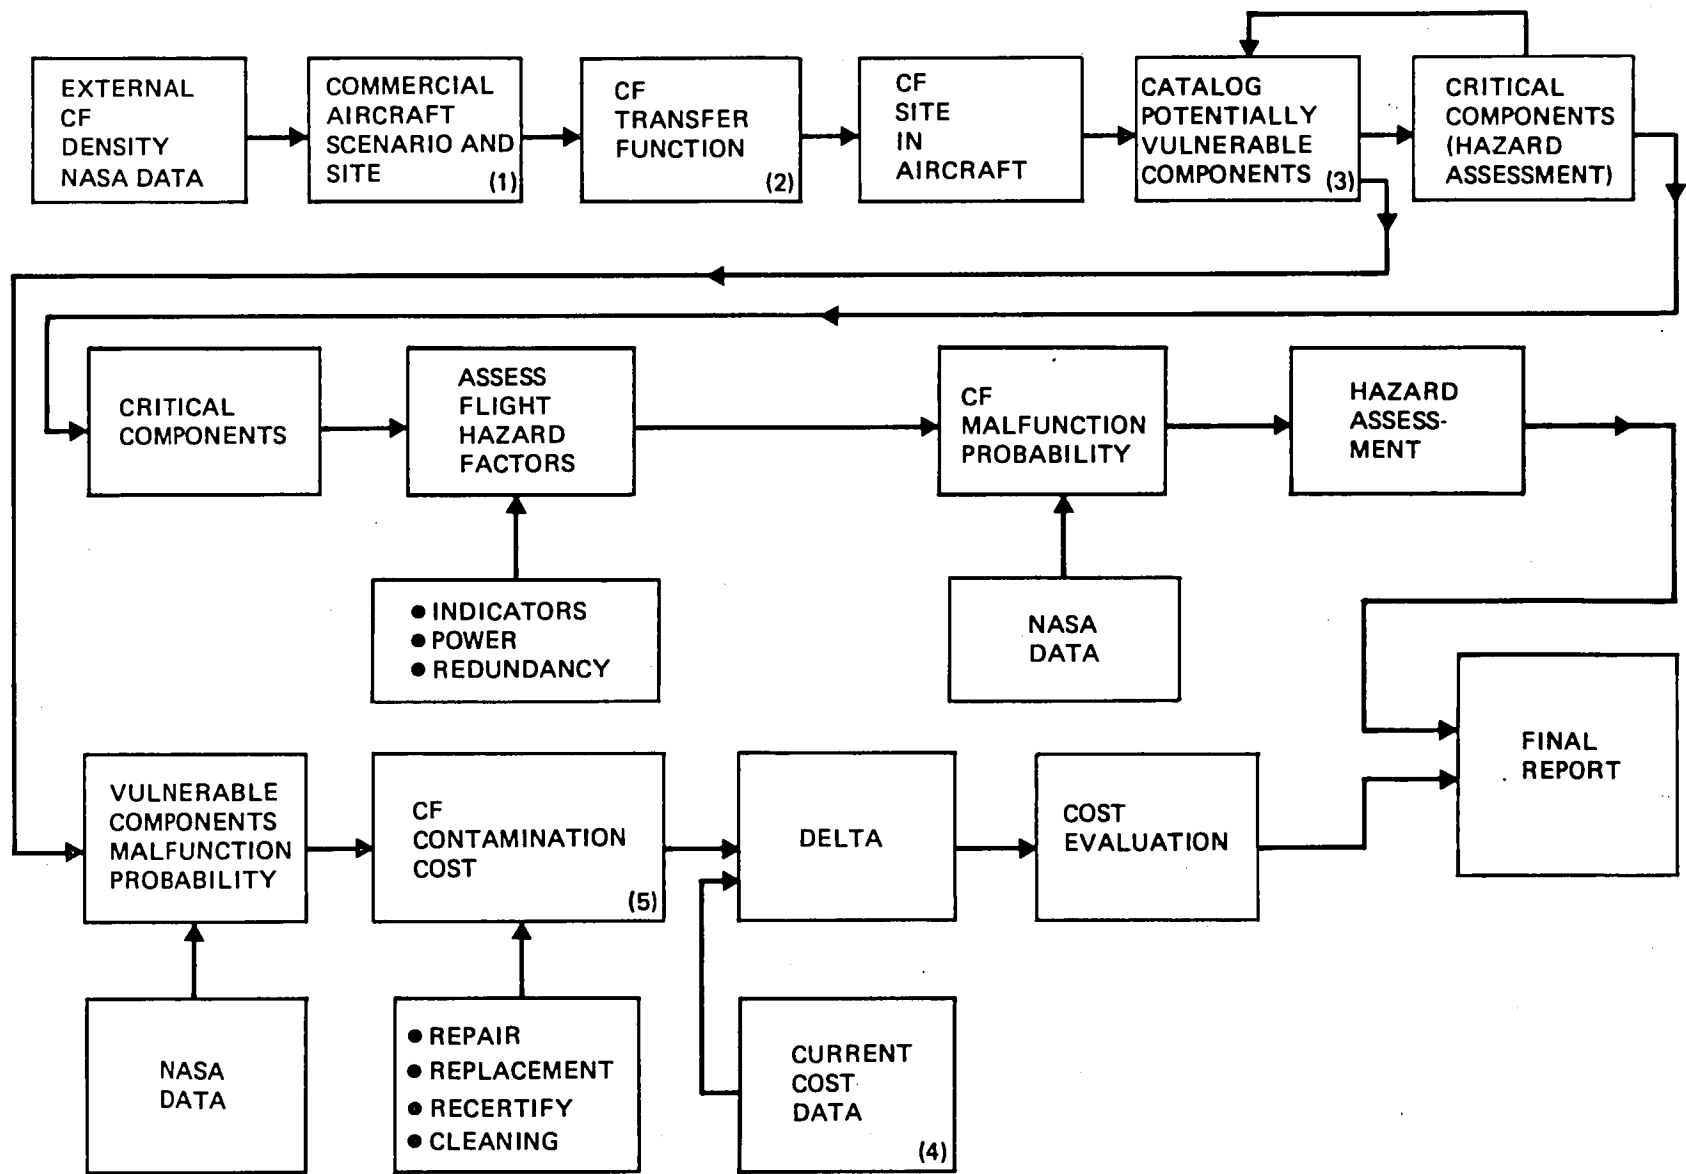 EXTERNAL
CF
DENSITY
NASA DATA
COMMERCIAL
AIRCRAFT
SCENARIO AND
SITE
(1)
CF
TRANSFER
FUNCTION
(2)
CF
SITE
IN
AIRCRAFT
CATALOG
POTENTIALLY
VULNERABLE
COMPONENTS
(3)
CRITICAL
COMPONENTS
(HAZARD
ASSESSMENT)
CRITICAL
COMPONENTS
ASSESS
FLIGHT
HAZARD
FACTORS
CF
MALFUNCTION
PROBABILITY
HAZARD
ASSESS-
MENT
● INDICATORS
● POWER
● REDUNDANCY
NASA
DATA
FINAL
REPORT
VULNERABLE
COMPONENTS
MALFUNCTION
PROBABILITY
CF
CONTAMINATION
COST
(5)
DELTA
COST
EVALUATION
NASA
DATA
● REPAIR
● REPLACEMENT
● RECERTIFY
● CLEANING
CURRENT
COST
DATA
(4)